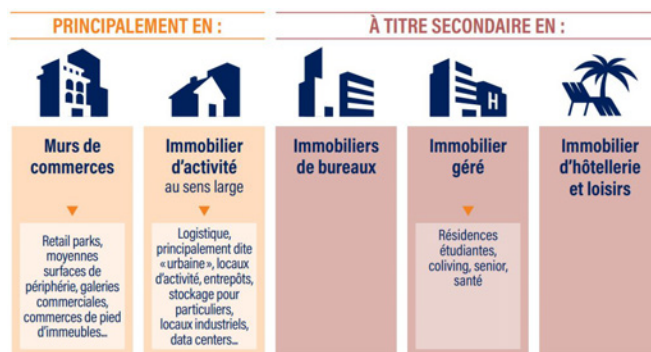 PRINCIPALEMENT EN :
À TITRE SECONDAIRE EN :
H
Murs de
commerces
Retail parks,
moyennes
surfaces de
périphérie, galeries
commerciales,
commerces de pied
d'immeubles...
Immobilier
d'activité
au sens large
Logistique,
principalement dite
« urbaine », locaux
d'activité, entrepôts,
stockage pour
particuliers,
locaux industriels,
data centers...
Immobiliers
de bureaux
Immobilier
géré
Résidences
étudiantes,
coliving, senior,
santé
Immobilier
d'hôtellerie
et loisirs